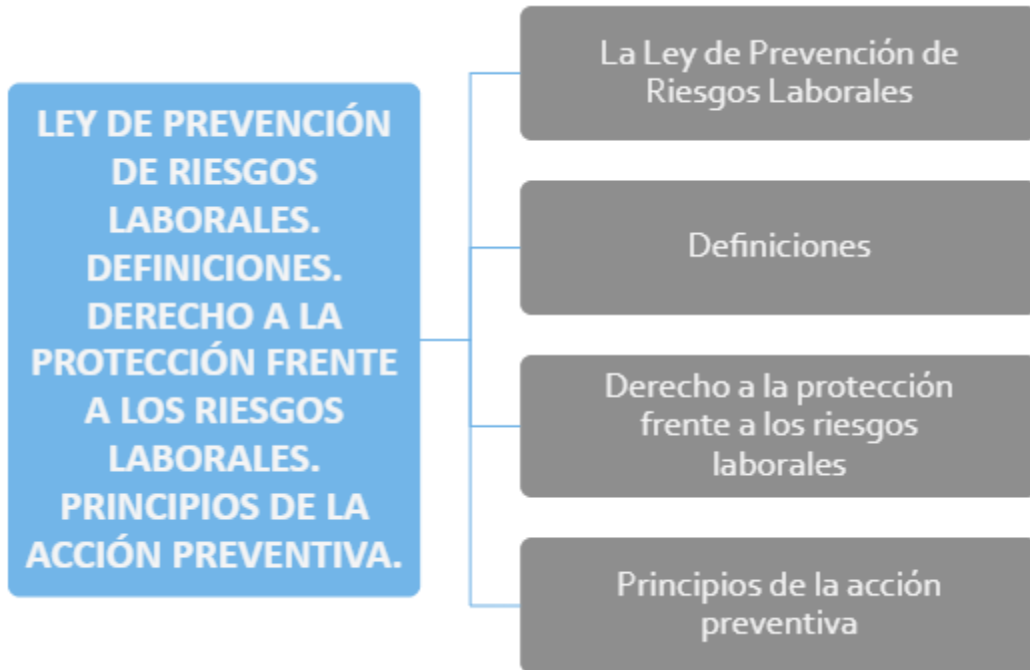 LEY DE PREVENCIÓN
DE RIESGOS
LABORALES.
DEFINICIONES.
DERECHO A LA
PROTECCIÓN FRENTE
A LOS RIESGOS
LABORALES.
PRINCIPIOS DE LA
ACCIÓN PREVENTIVA.
La Ley de Prevención de
Riesgos Laborales
Definiciones
Derecho a la protección
frente a los riesgos
laborales
Principios de la acción
preventiva